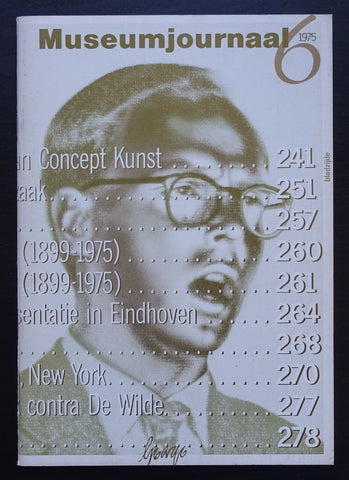 Museumjournaal
6
1975
bladzijde
n Concept Kunst . . . . . . . . . . . 241
aak . . . . . . . . . . . 251
. . . . . . . . . . . 257
(1899-1975) . . . . . . . . . . . 260
(1899-1975) . . . . . . . . . . . 261
sentatie in Eindhoven . . . . . . . . 264
. . . . . . . . . . . 268
, New York. . . . . . . . . . . 270
contra De Wilde. . . . . . . . . . . 277
. . . . . . . . . . . 278